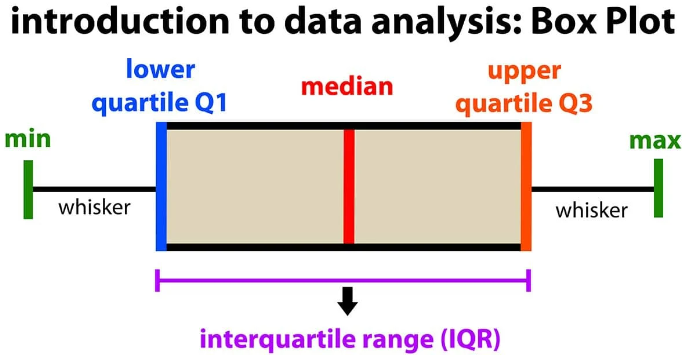 introduction to data analysis: Box Plot
lower
quartile Q1
median
upper
quartile Q3
min
max
whisker
whisker
interquartile range (IQR)